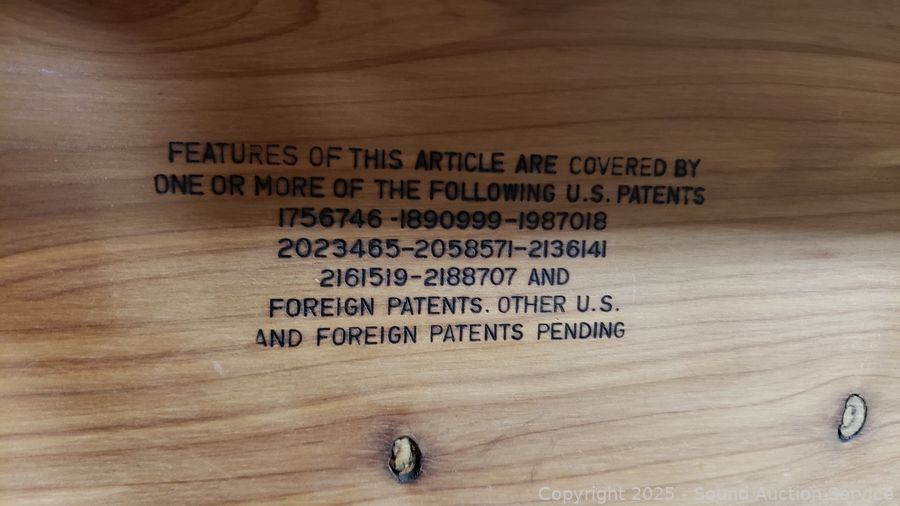 FEATURES OF THIS ARTICLE ARE COVERED BY
ONE OR MORE OF THE FOLLOWING U.S. PATENTS
1756746 -1890999-1987018
2023465-2058571-2136141
2161519-2188707 AND
FOREIGN PATENTS. OTHER U.S.
AND FOREIGN PATENTS PENDING
Copyright 2025 - Sound Auction Service